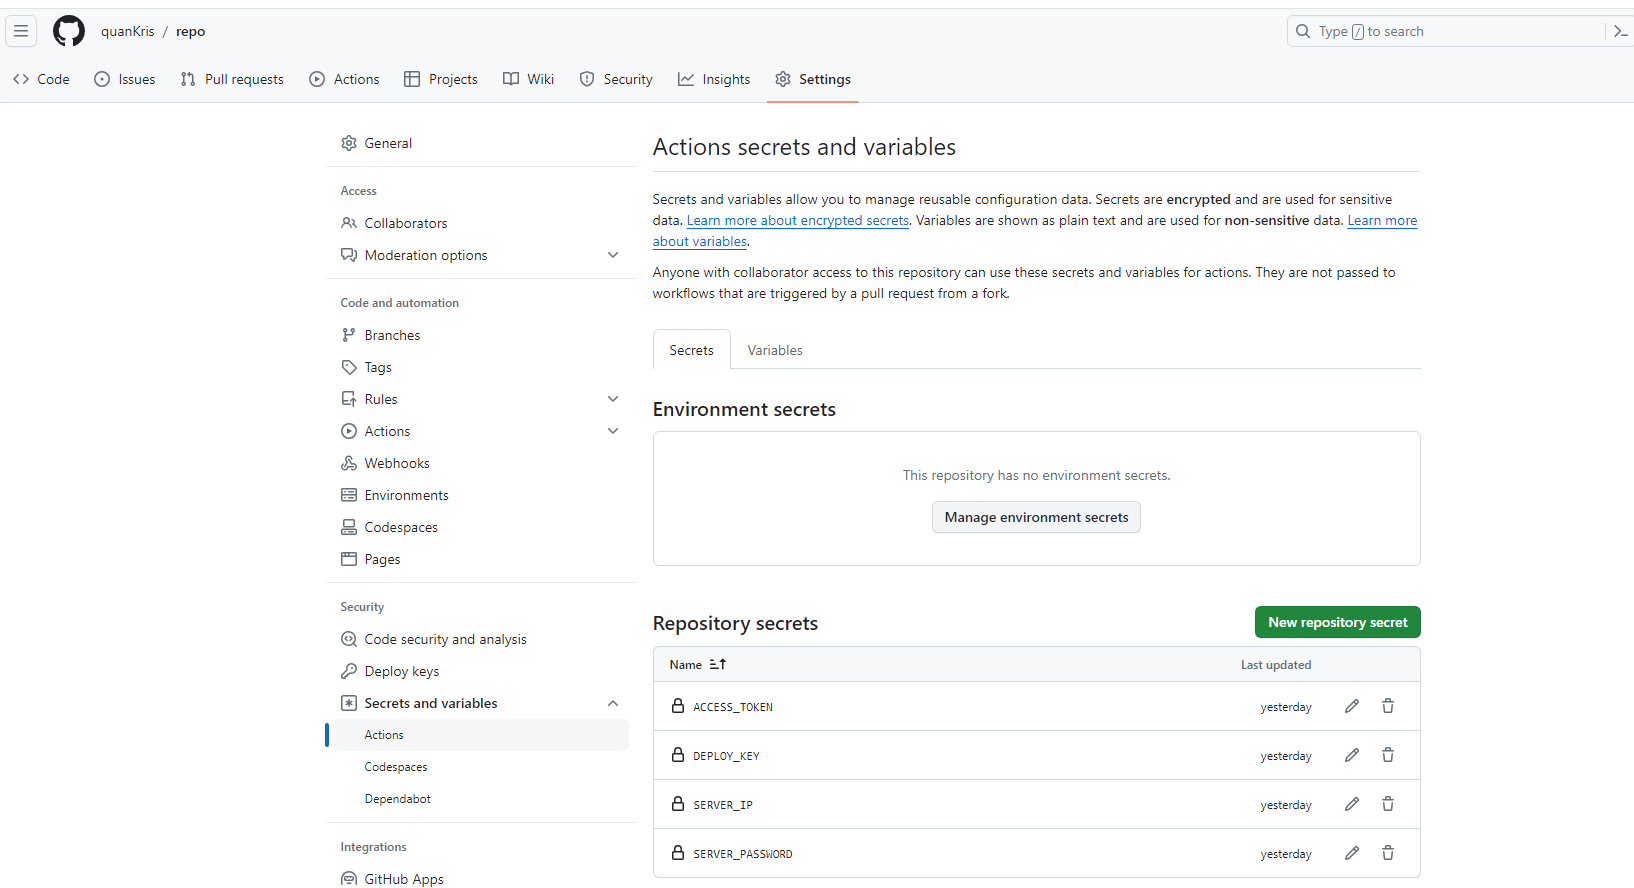 quanKris / repo
Type / to search
Code Issues Pull requests Actions Projects Wiki Security Insights Settings
General
Access
Collaborators
Moderation options
Code and automation
Branches
Tags
Rules
Actions
Webhooks
Environments
Codespaces
Pages
Security
Code security and analysis
Deploy keys
Secrets and variables
Actions
Codespaces
Dependabot
Integrations
GitHub Apps
Actions secrets and variables
Secrets and variables allow you to manage reusable configuration data. Secrets are encrypted and are used for sensitive
data. Learn more about encrypted secrets. Variables are shown as plain text and are used for non-sensitive data. Learn more
about variables.
Anyone with collaborator access to this repository can use these secrets and variables for actions. They are not passed to
workflows that are triggered by a pull request from a fork.
Secrets Variables
Environment secrets
This repository has no environment secrets.
Manage environment secrets
Repository secrets New repository secret
Name Last updated
ACCESS_TOKEN yesterday
DEPLOY_KEY yesterday
SERVER_IP yesterday
SERVER_PASSWORD yesterday